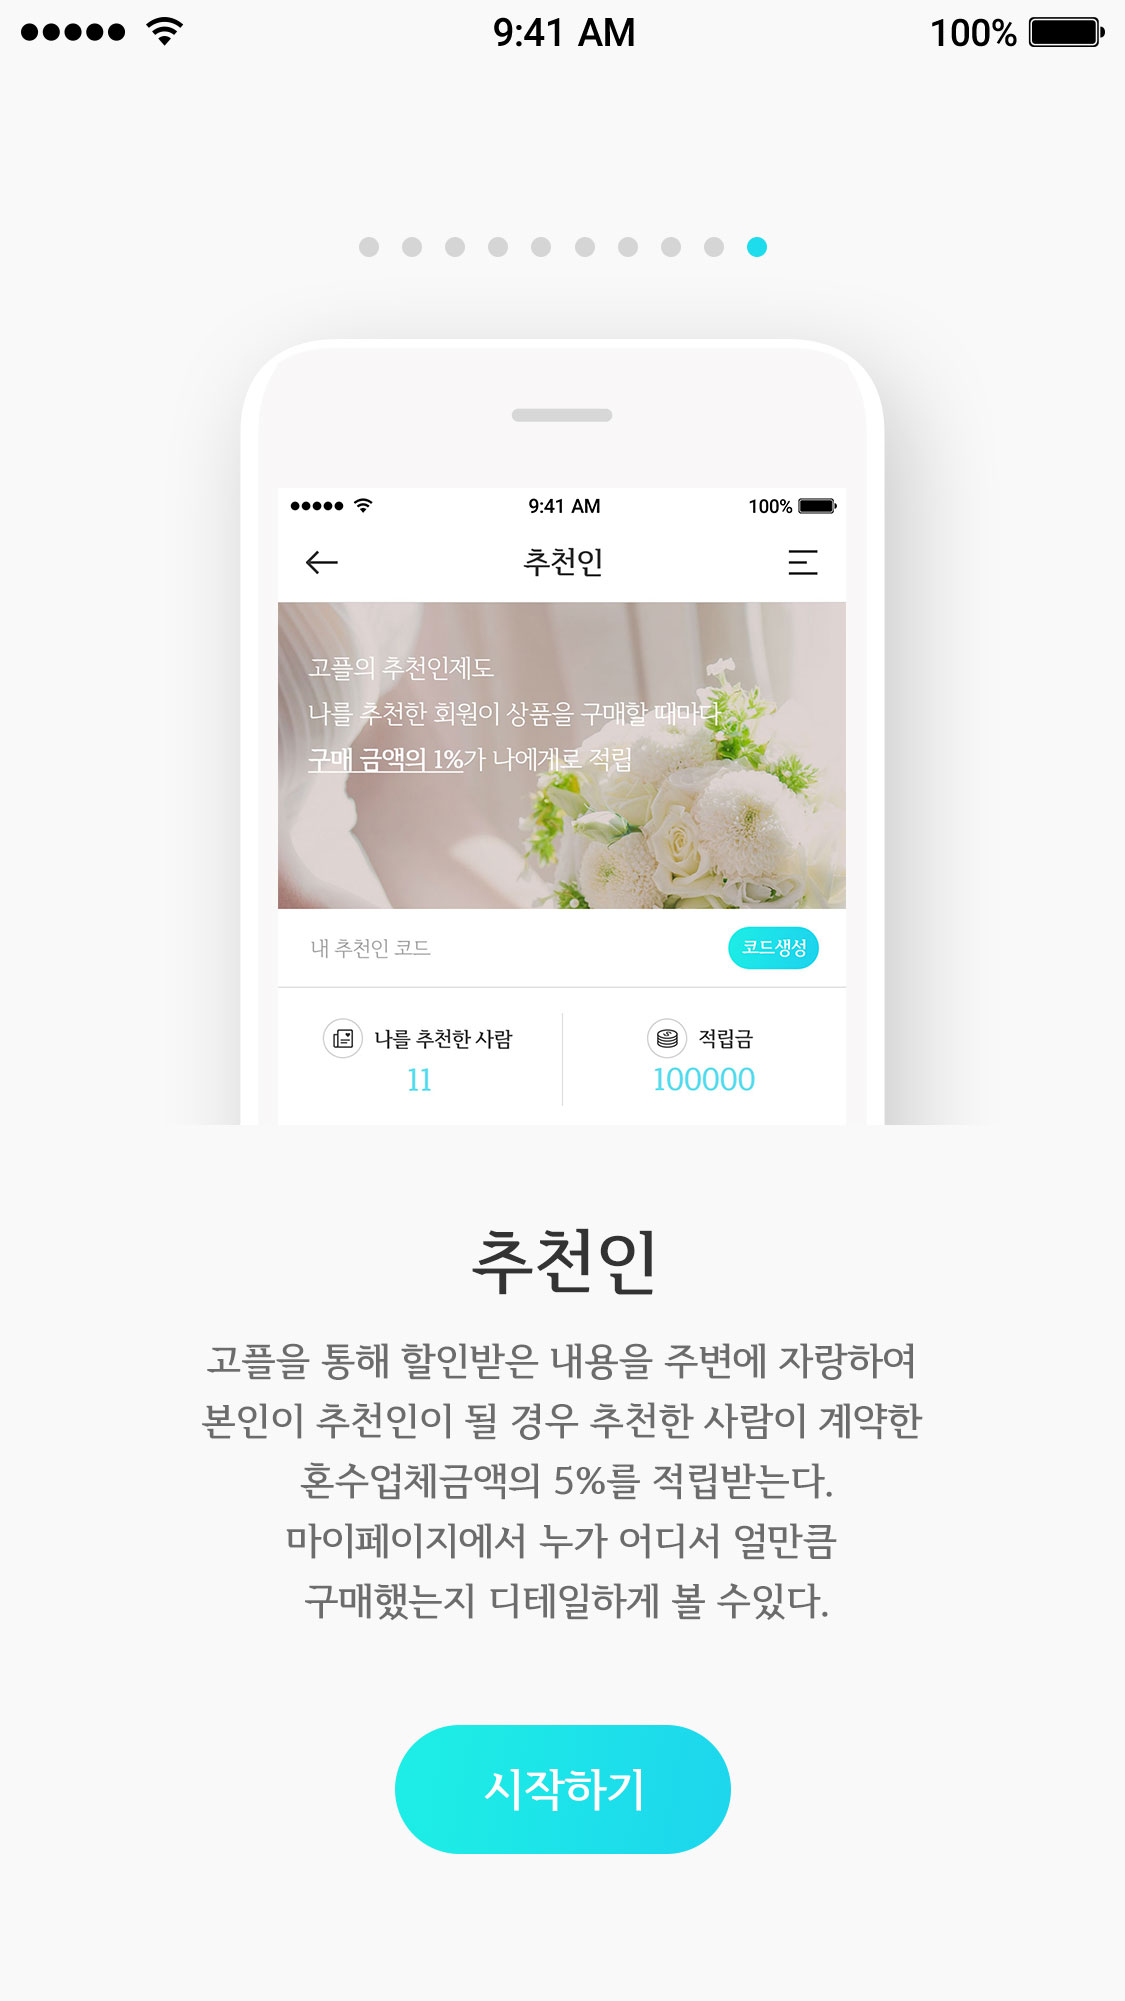 9:41 AM
100%
9:41 AM
100%
추천인
고플의 추천인제도
나를 추천한 회원이 상품을 구매할 때마다
구매 금액의 1%가 나에게로 적립
내 추천인 코드
코드생성
나를 추천한 사람
11
적립금
100000
추천인
고플을 통해 할인받은 내용을 주변에 자랑하여
본인이 추천인이 될 경우 추천한 사람이 계약한
혼수업체금액의 5%를 적립받는다.
마이페이지에서 누가 어디서 얼만큼
구매했는지 디테일하게 볼 수있다.
시작하기